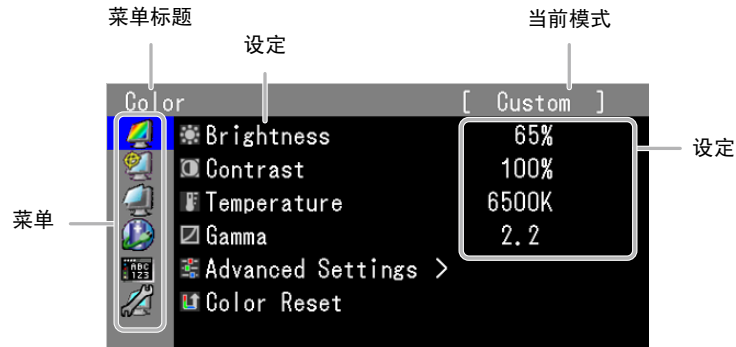 菜单标题
当前模式
设定
Color [ Custom ]
Brightness 65%
设定
Contrast 100%
Temperature 6500K
菜单
Gamma 2.2
ABC
123
Advanced Settings >
Color Reset